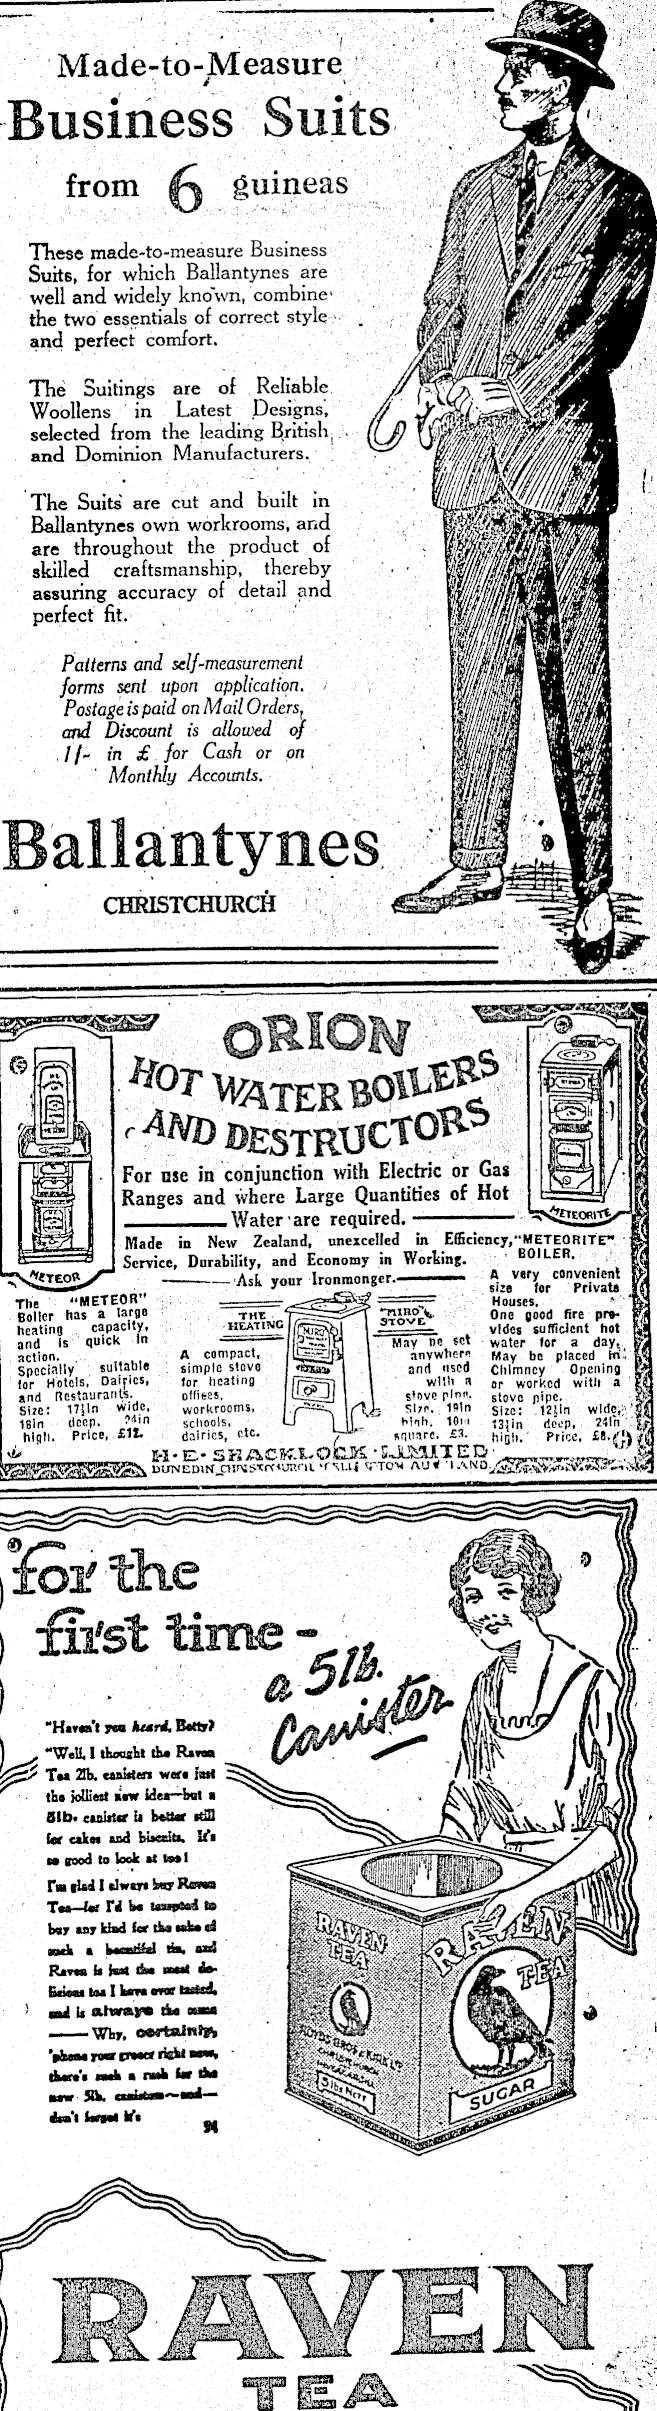 Made-to-Measure
Business Suits
from 6 guineas
These made-to-measure Business
Suits, for which Ballantynes are
well and widely known, combine
the two essentials of correct style
and perfect comfort.
The Suitings are of Reliable
Woollens in Latest Designs,
selected from the leading British
and Dominion Manufacturers.
The Suits are cut and built in
Ballantynes own workrooms, and
are throughout the product of
skilled craftsmanship, thereby
assuring accuracy of detail and
perfect fit.
Patterns and self-measurement
forms sent upon application.
Postage is paid on Mail Orders,
and Discount is allowed of
1/- in £ for Cash or on
Monthly Accounts.
Ballantynes
CHRISTCHURCH
ORION
HOT WATER BOILERS
AND DESTRUCTORS
For use in conjunction with Electric or Gas
Ranges and where Large Quantities of Hot
Water are required.
Made in New Zealand, unexcelled in Efficiency,
Service, Durability, and Economy in Working.
Ask your Ironmonger.
METEOR
The "METEOR"
Boiler has a large
heating capacity,
and is quick in
action.
Specially suitable
for Hotels, Dairies,
and Restaurants.
Size: 17½in wide,
18in deep, 24in
high. Price, £12.
THE
HEATING
"MIRO"
STOVE
A compact,
simple stove
for heating
offices,
workrooms,
schools,
dairies, etc.
MIRO
May be set
anywhere
and used
with a
stove pipe.
Size, 19in
high, 10in
square, £3.
METEORITE
"METEORITE"
BOILER.
A very convenient
size for Private
Houses.
One good fire pro-
vides sufficient hot
water for a day.
May be placed in
Chimney Opening
or worked with a
stove pipe.
Size: 12½in wide,
13½in deep, 24in
high. Price, £8.
H. E. SHACKLOCK LIMITED
DUNEDIN CHRISTCHURCH
for the
first time -
a 5lb.
Canister
"Haven't you heard, Betty?
"Well, I thought the Raven
Tea 2lb. canisters were just
the jolliest new idea—but a
5lb. canister is better still
for cakes and biscuits. It's
so good to look at too!
I'm glad I always buy Raven
Tea—for I'd be tempted to
buy any kind for the sake of
such a beautiful tin, and
Raven is just the most de-
licious tea I have ever tasted,
and is always the same
—— Why, certainly,
'phone your grocer right now,
there's such a rush for the
new 5lb. canisters—and—
don't forget it's
94
RAVEN
TEA
5 lbs NETT
RAVEN
TEA
SUGAR
RAVEN
TEA